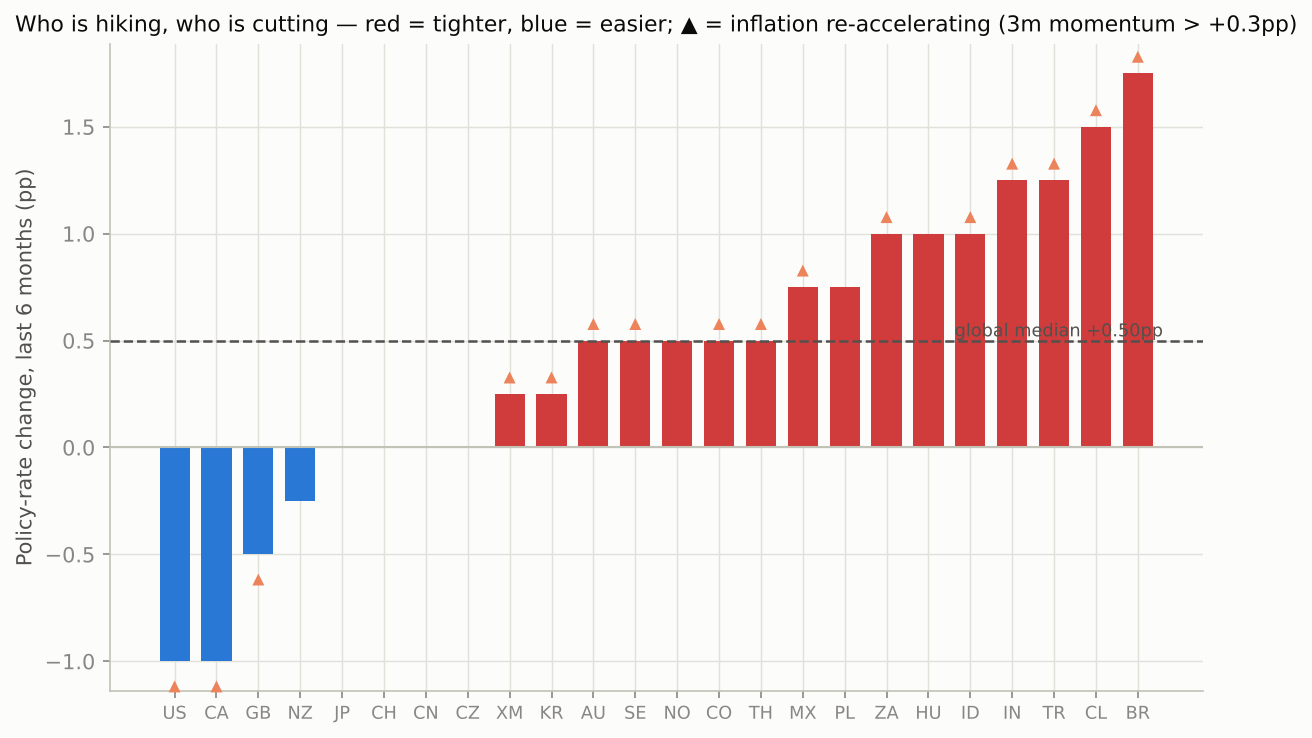 Who is hiking, who is cutting — red = tighter, blue = easier; ▲ = inflation re-accelerating (3m momentum > +0.3pp)
Policy-rate change, last 6 months (pp)
1.5
1.0
0.5
0.0
−0.5
−1.0
global median +0.50pp
US CA GB NZ JP CH CN CZ XM KR AU SE NO CO TH MX PL ZA HU ID IN TR CL BR